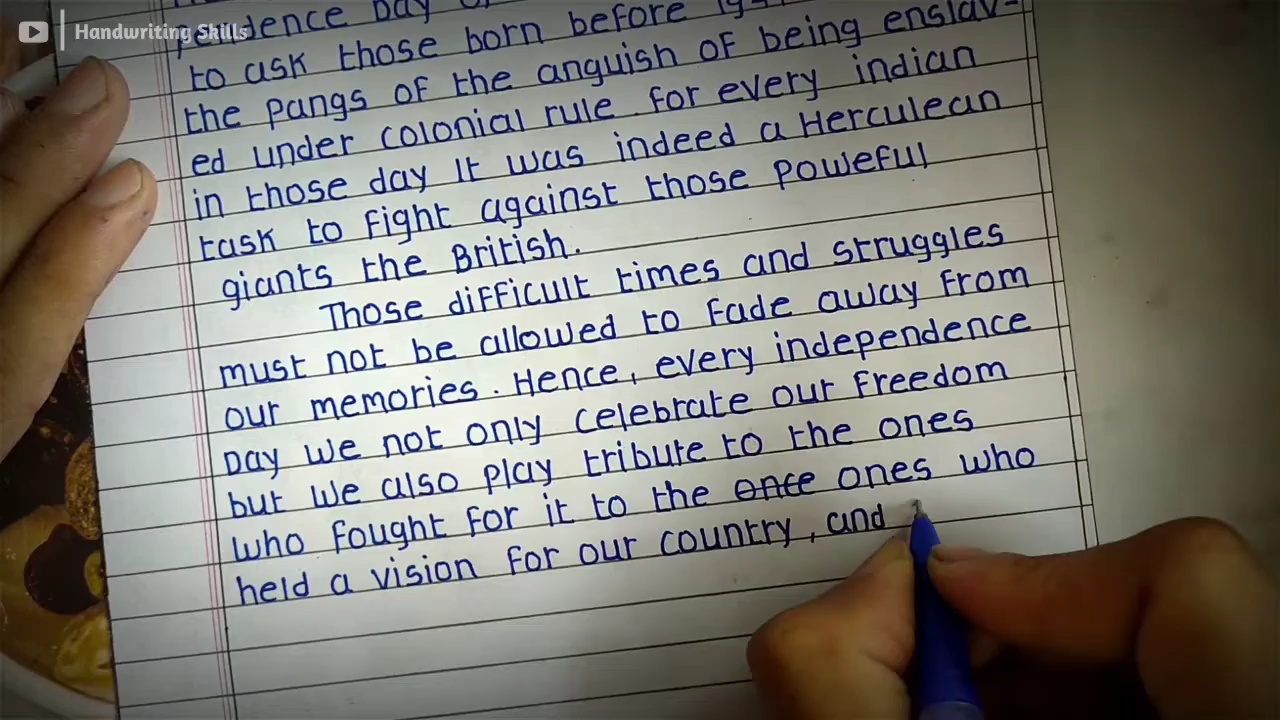 Handwriting Skills
pendence Day
to ask those born before
the pangs of the anguish of being enslav-
ed under colonial rule. for every indian
in those day It was indeed a Herculean
task to fight against those poweful
giants the British.
Those difficult times and struggles
must not be allowed to fade away from
our memories. Hence, every independence
Day we not only celebrate our freedom
but we also play tribute to the ones
who fought for it to the once ones who
held a vision for our country, and